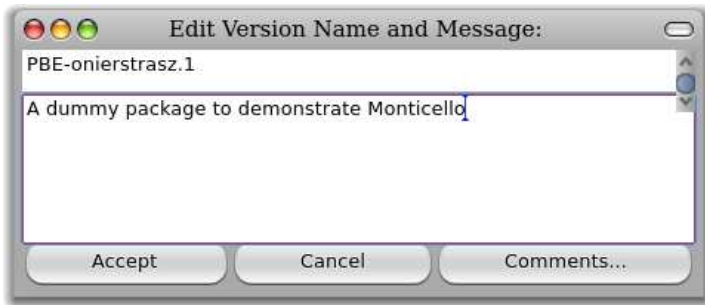 Edit Version Name and Message:
PBE-onierstrasz.1
A dummy package to demonstrate Monticello
Accept Cancel Comments...